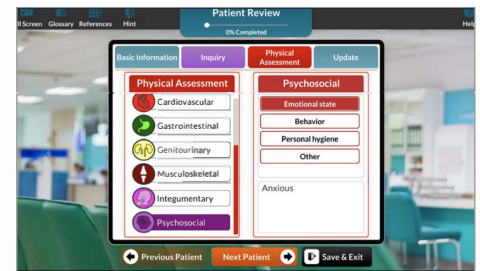 Patient Review
ll Screen Glossary References Hint
Help
0% Completed
Basic Information
Inquiry
Physical Assessment
Update
Physical Assessment
Cardiovascular
Gastrointestinal
Genitourinary
Musculoskeletal
Integumentary
Psychosocial
Psychosocial
Emotional state
Behavior
Personal hygiene
Other
Anxious
Previous Patient
Next Patient
Save & Exit